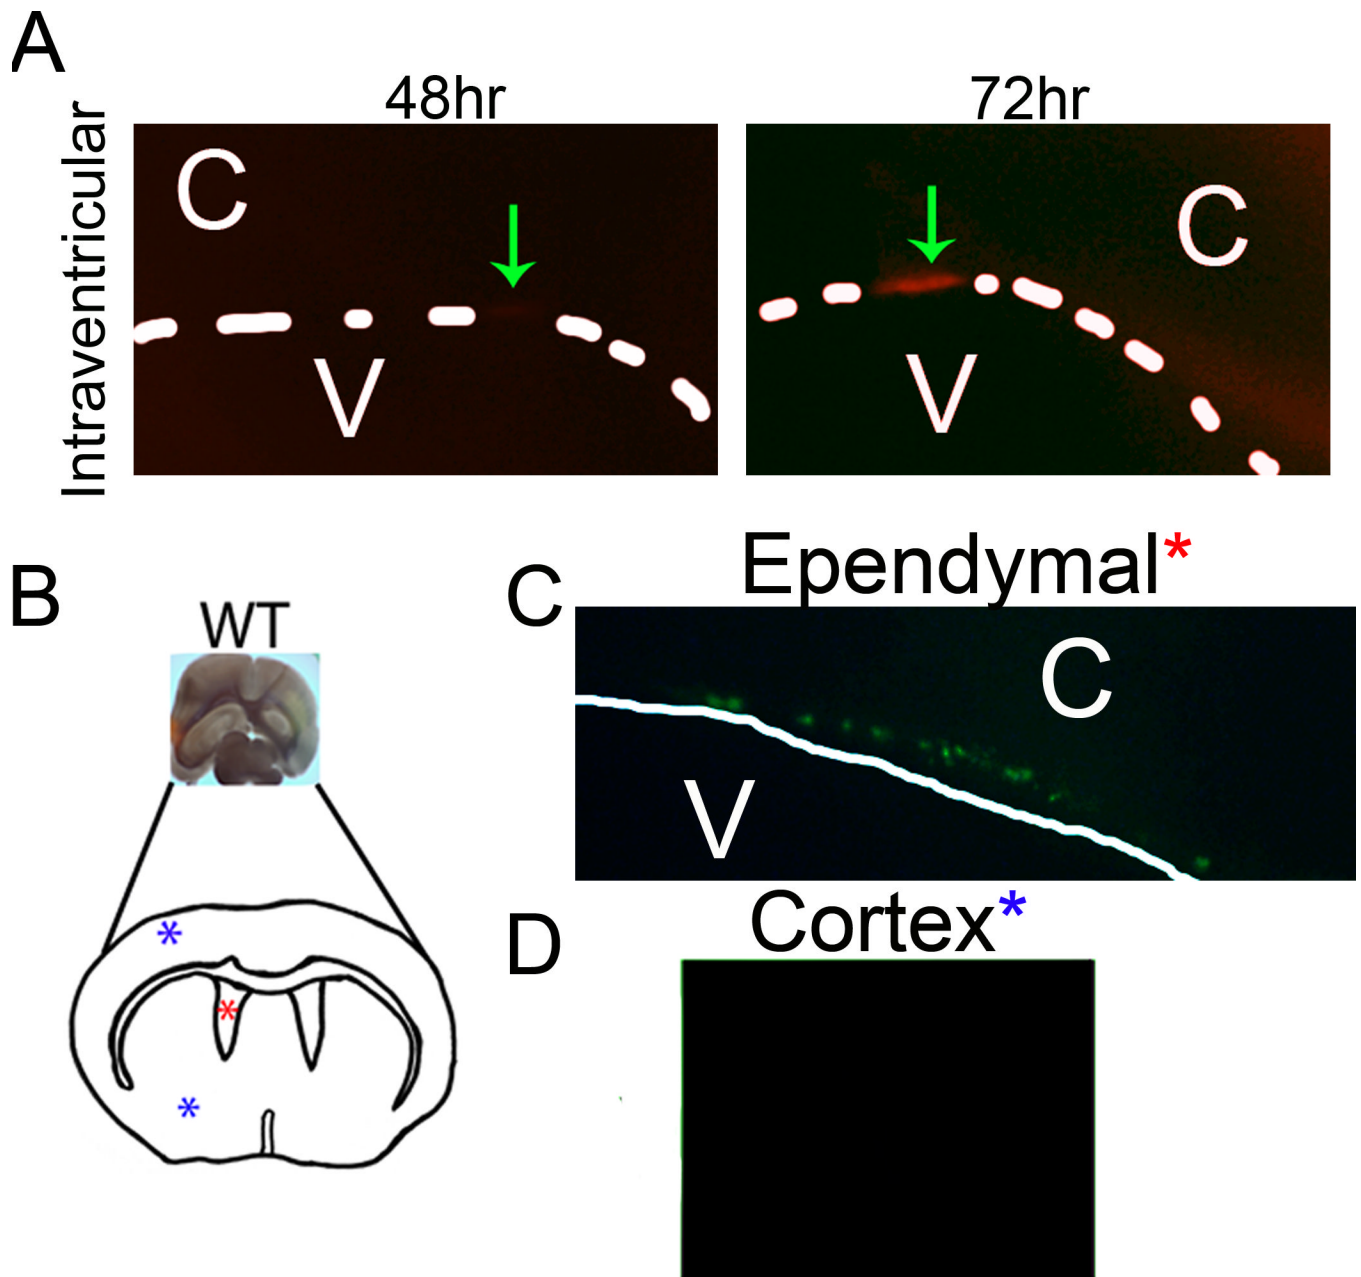 A
48hr
72hr
Intraventricular
C
V
C
V
B
WT
*
*
*
C
Ependymal*
C
V
D
Cortex*